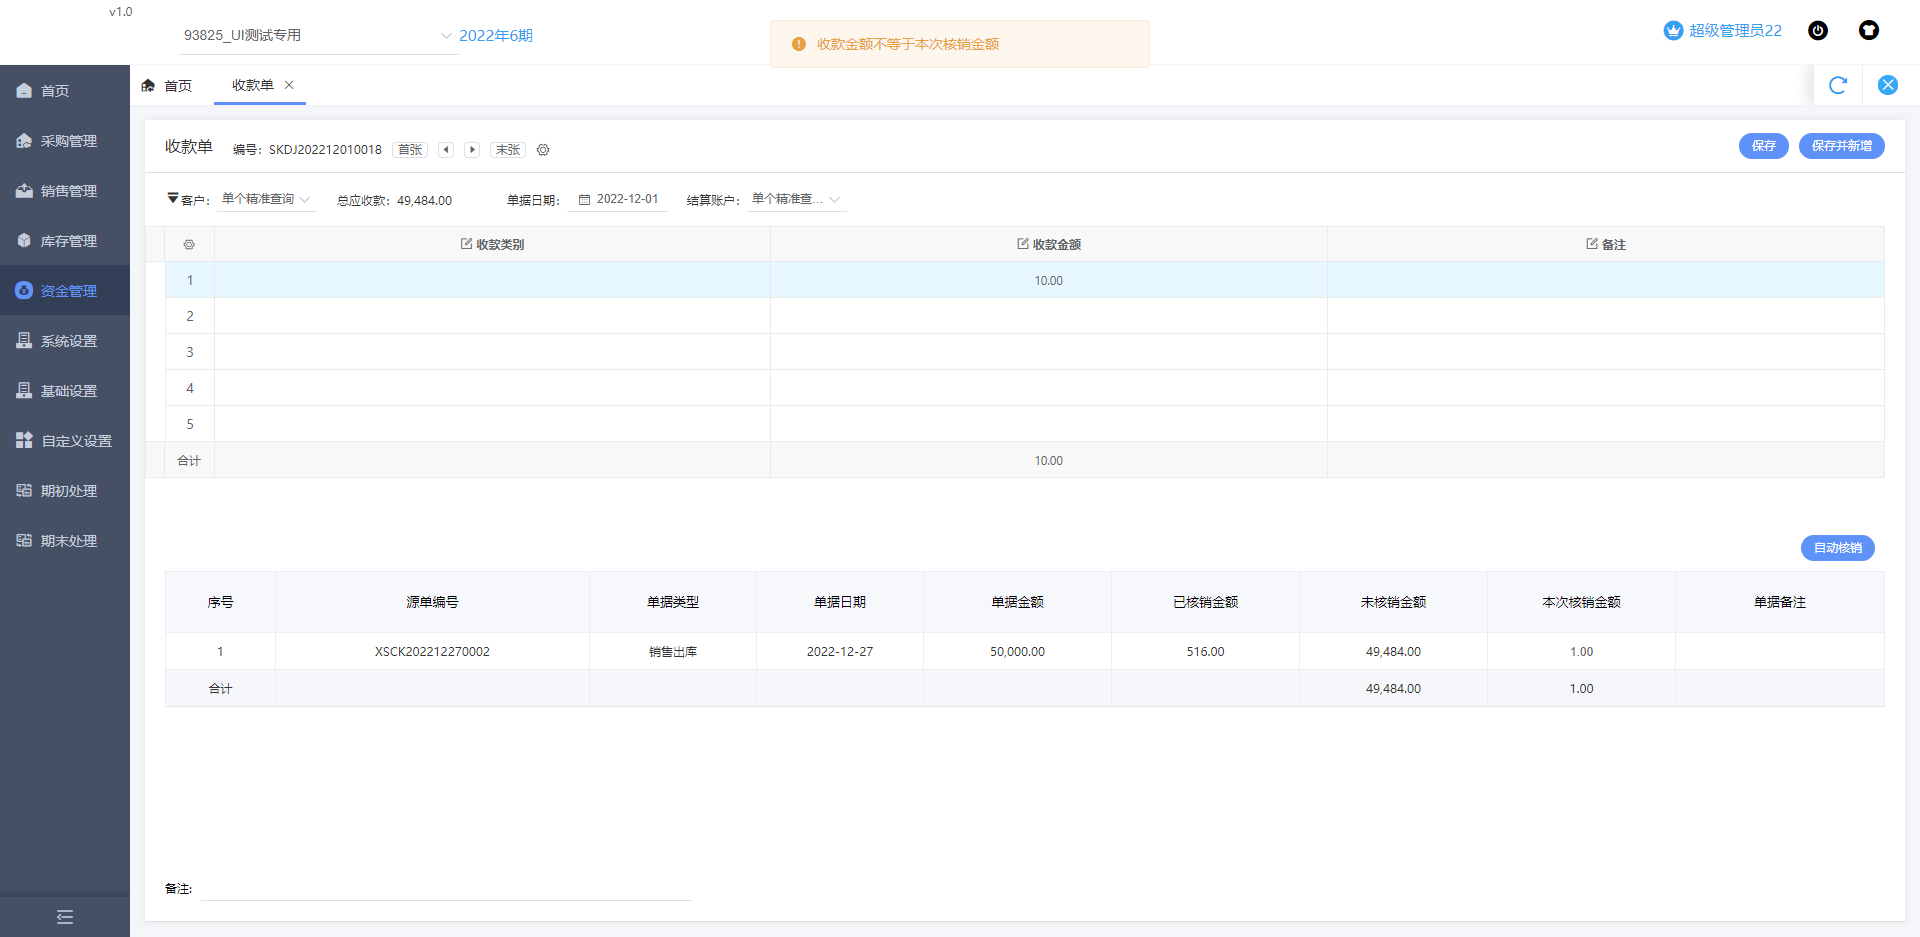 v1.0
93825_UI测试专用
2022年6期
收款金额不等于本次核销金额
超级管理员22
首页
采购管理
销售管理
库存管理
资金管理
系统设置
基础设置
自定义设置
期初处理
期末处理
首页
收款单
收款单 编号: SKDJ202212010018 首张 末张
保存 保存并新增
客户: 单个精准查询 总应收款: 49,484.00 单据日期: 2022-12-01 结算账户: 单个精准查...
收款类别 收款金额 备注
1 10.00
2
3
4
5
合计 10.00
自动核销
序号 源单编号 单据类型 单据日期 单据金额 已核销金额 未核销金额 本次核销金额 单据备注
1 XSCK202212270002 销售出库 2022-12-27 50,000.00 516.00 49,484.00 1.00
合计 49,484.00 1.00
备注: